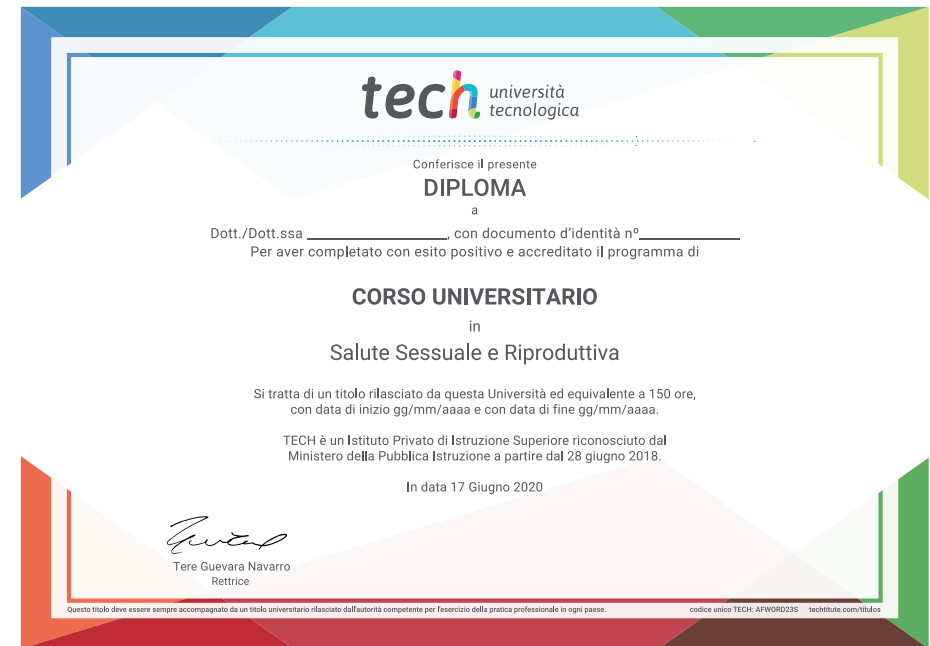 tech università
tecnologica
Conferisce il presente
DIPLOMA
a
Dott./Dott.ssa ____________________, con documento d'identità nº______________
Per aver completato con esito positivo e accreditato il programma di
CORSO UNIVERSITARIO
in
Salute Sessuale e Riproduttiva
Si tratta di un titolo rilasciato da questa Università ed equivalente a 150 ore,
con data di inizio gg/mm/aaaa e con data di fine gg/mm/aaaa.
TECH è un Istituto Privato di Istruzione Superiore riconosciuto dal
Ministero della Pubblica Istruzione a partire dal 28 giugno 2018.
In data 17 Giugno 2020
Tere Guevara Navarro
Rettrice
Questo titolo deve essere sempre accompagnato da un titolo universitario rilasciato dall'autorità competente per l'esercizio della pratica professionale in ogni paese. codice unico TECH: AFWORD23S techtitute.com/titulos